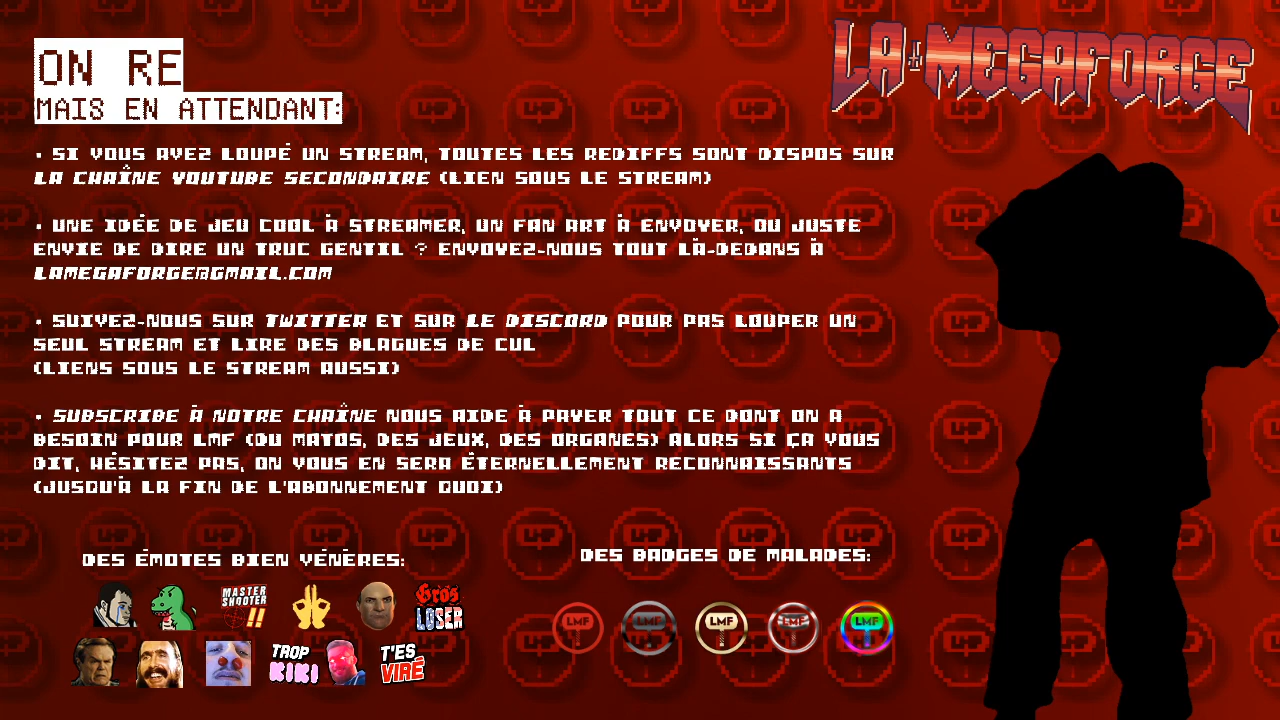 ON RE
LA MEGAFORGE
MAIS EN ATTENDANT:
· SI VOUS AVEZ LOUPÉ UN STREAM, TOUTES LES REDIFFS SONT DISPOS SUR
LA CHAÎNE YOUTUBE SECONDAIRE (LIEN SOUS LE STREAM)
· UNE IDÉE DE JEU COOL À STREAMER, UN FAN ART À ENVOYER, OU JUSTE
ENVIE DE DIRE UN TRUC GENTIL ? ENVOYEZ-NOUS TOUT LÀ-DEDANS À
LAMEGAFORGE@GMAIL.COM
· SUIVEZ-NOUS SUR TWITTER ET SUR LE DISCORD POUR PAS LOUPER UN
SEUL STREAM ET LIRE DES BLAGUES DE CUL
(LIENS SOUS LE STREAM AUSSI)
· SUBSCRIBE À NOTRE CHAÎNE NOUS AIDE À PAYER TOUT CE DONT ON A
BESOIN POUR LMF (DU MATOS, DES JEUX, DES ORGANES) ALORS SI ÇA VOUS
DIT, HÉSITEZ PAS, ON VOUS EN SERA ÉTERNELLEMENT RECONNAISSANTS
(JUSQU'À LA FIN DE L'ABONNEMENT QUOI)
DES ÉMOTES BIEN VÉNÈRES:
DES BADGES DE MALADES:
MASTER
SHOOTER
!!
GROS
LOSER
LMF LMF LMF LMF LMF
TROP
KIKI
T'ES
VIRÉ